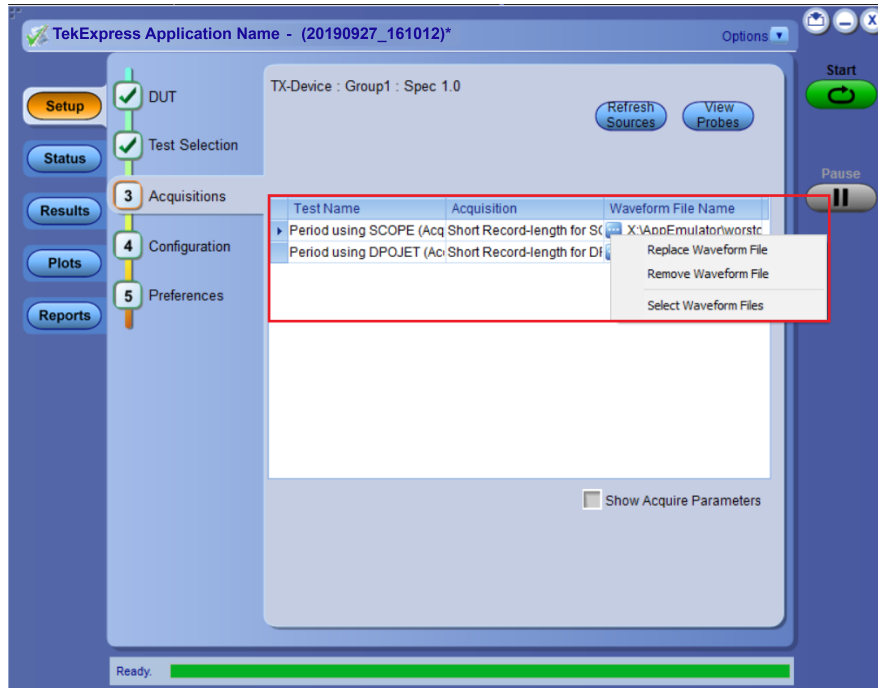 TekExpress Application Name - (20190927_161012)*
Options
Start
Pause
Setup
Status
Results
Plots
Reports
DUT
Test Selection
3 Acquisitions
4 Configuration
5 Preferences
TX-Device : Group1 : Spec 1.0
Refresh
Sources
View
Probes
Test Name Acquisition Waveform File Name
Period using SCOPE (Acq Short Record-length for SC X:\AppEmulator\worstc
Period using DPOJET (Ac Short Record-length for
Replace Waveform File
Remove Waveform File
Select Waveform Files
Show Acquire Parameters
Ready.